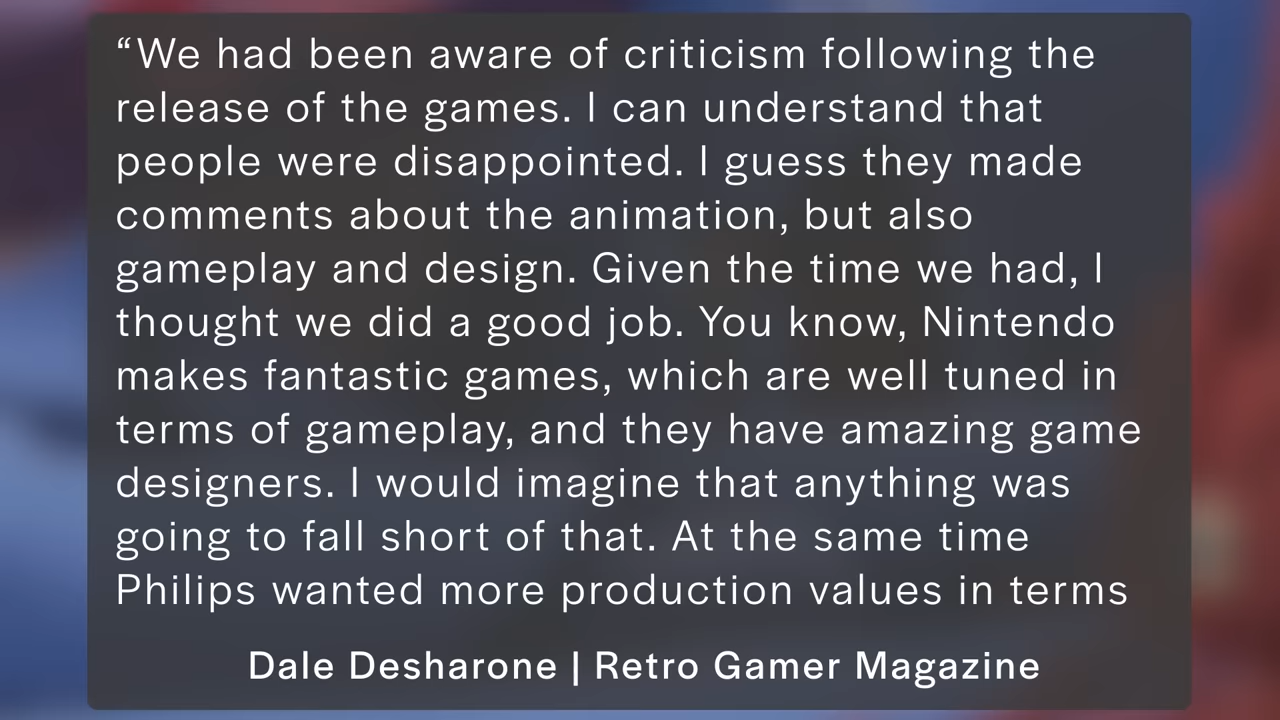 “We had been aware of criticism following the
release of the games. I can understand that
people were disappointed. I guess they made
comments about the animation, but also
gameplay and design. Given the time we had, I
thought we did a good job. You know, Nintendo
makes fantastic games, which are well tuned in
terms of gameplay, and they have amazing game
designers. I would imagine that anything was
going to fall short of that. At the same time
Philips wanted more production values in terms
Dale Desharone | Retro Gamer Magazine